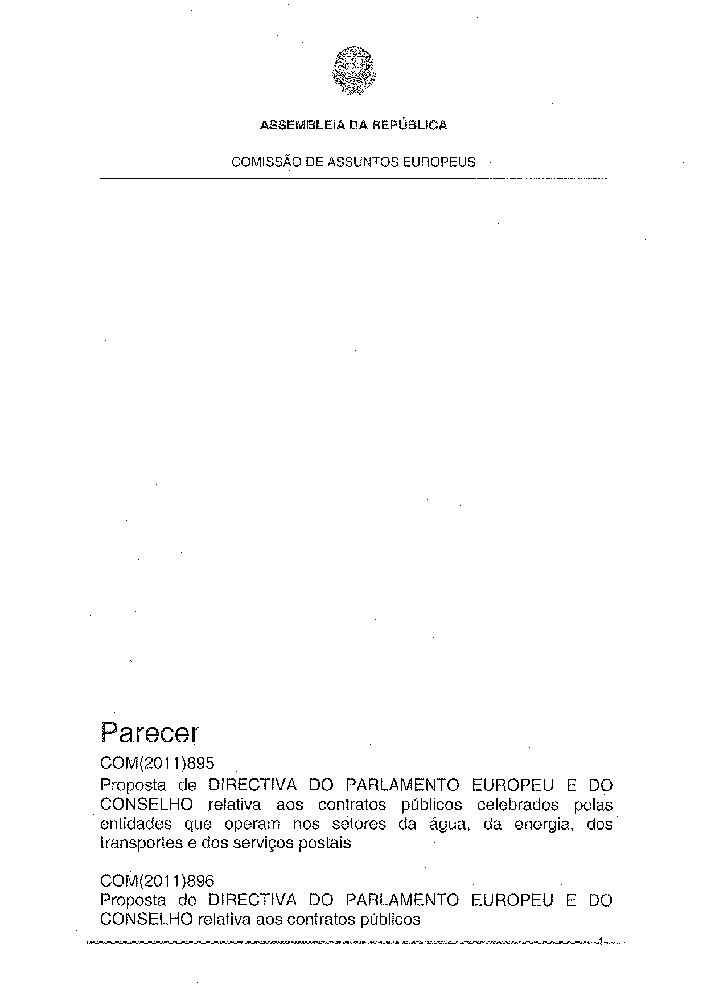 ASSEMBLEIA DA REPÚBLICA
COMISSÃO DE ASSUNTOS EUROPEUS
Parecer
COM(2011)895
Proposta de DIRECTIVA DO PARLAMENTO EUROPEU E DO
CONSELHO relativa aos contratos públicos celebrados pelas
entidades que operam nos setores da água, da energia, dos
transportes e dos serviços postais
COM(2011)896
Proposta de DIRECTIVA DO PARLAMENTO EUROPEU E DO
CONSELHO relativa aos contratos públicos
1